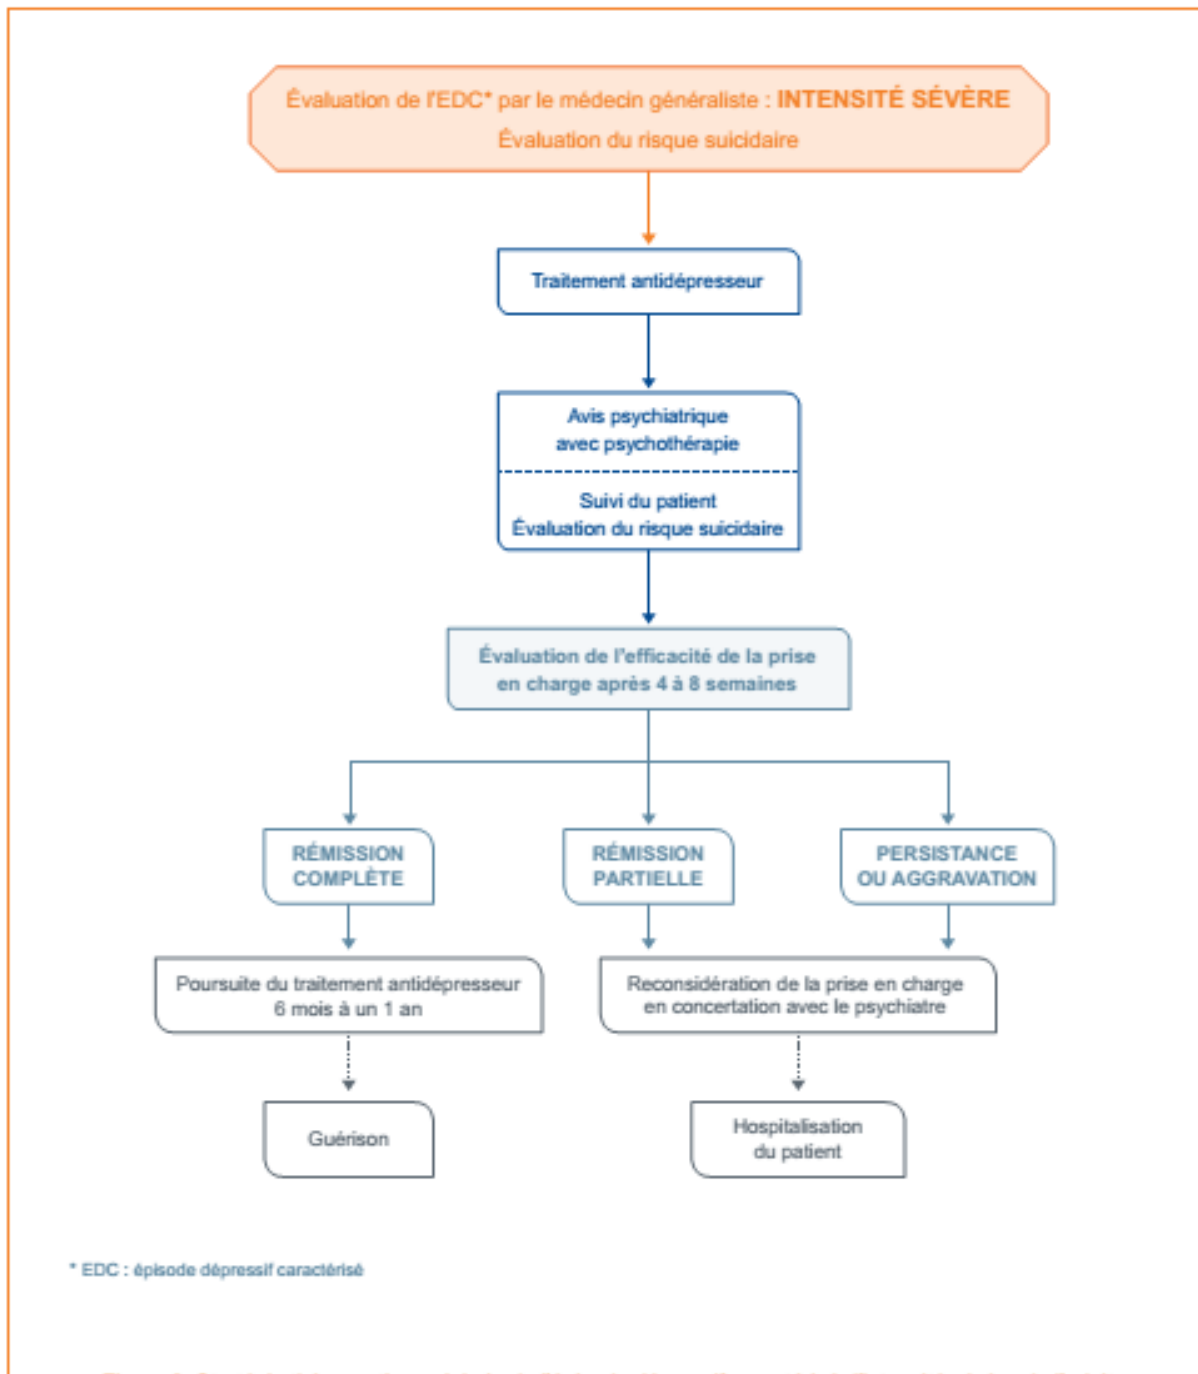 Évaluation de l'EDC* par le médecin généraliste : INTENSITÉ SÉVÈRE
Évaluation du risque suicidaire
Traitement antidépresseur
Avis psychiatrique
avec psychothérapie
Suivi du patient
Évaluation du risque suicidaire
Évaluation de l'efficacité de la prise
en charge après 4 à 8 semaines
RÉMISSION
COMPLÈTE
RÉMISSION
PARTIELLE
PERSISTANCE
OU AGGRAVATION
Poursuite du traitement antidépresseur
6 mois à un 1 an
Reconsidération de la prise en charge
en concertation avec le psychiatre
Guérison
Hospitalisation
du patient
* EDC : épisode dépressif caractérisé